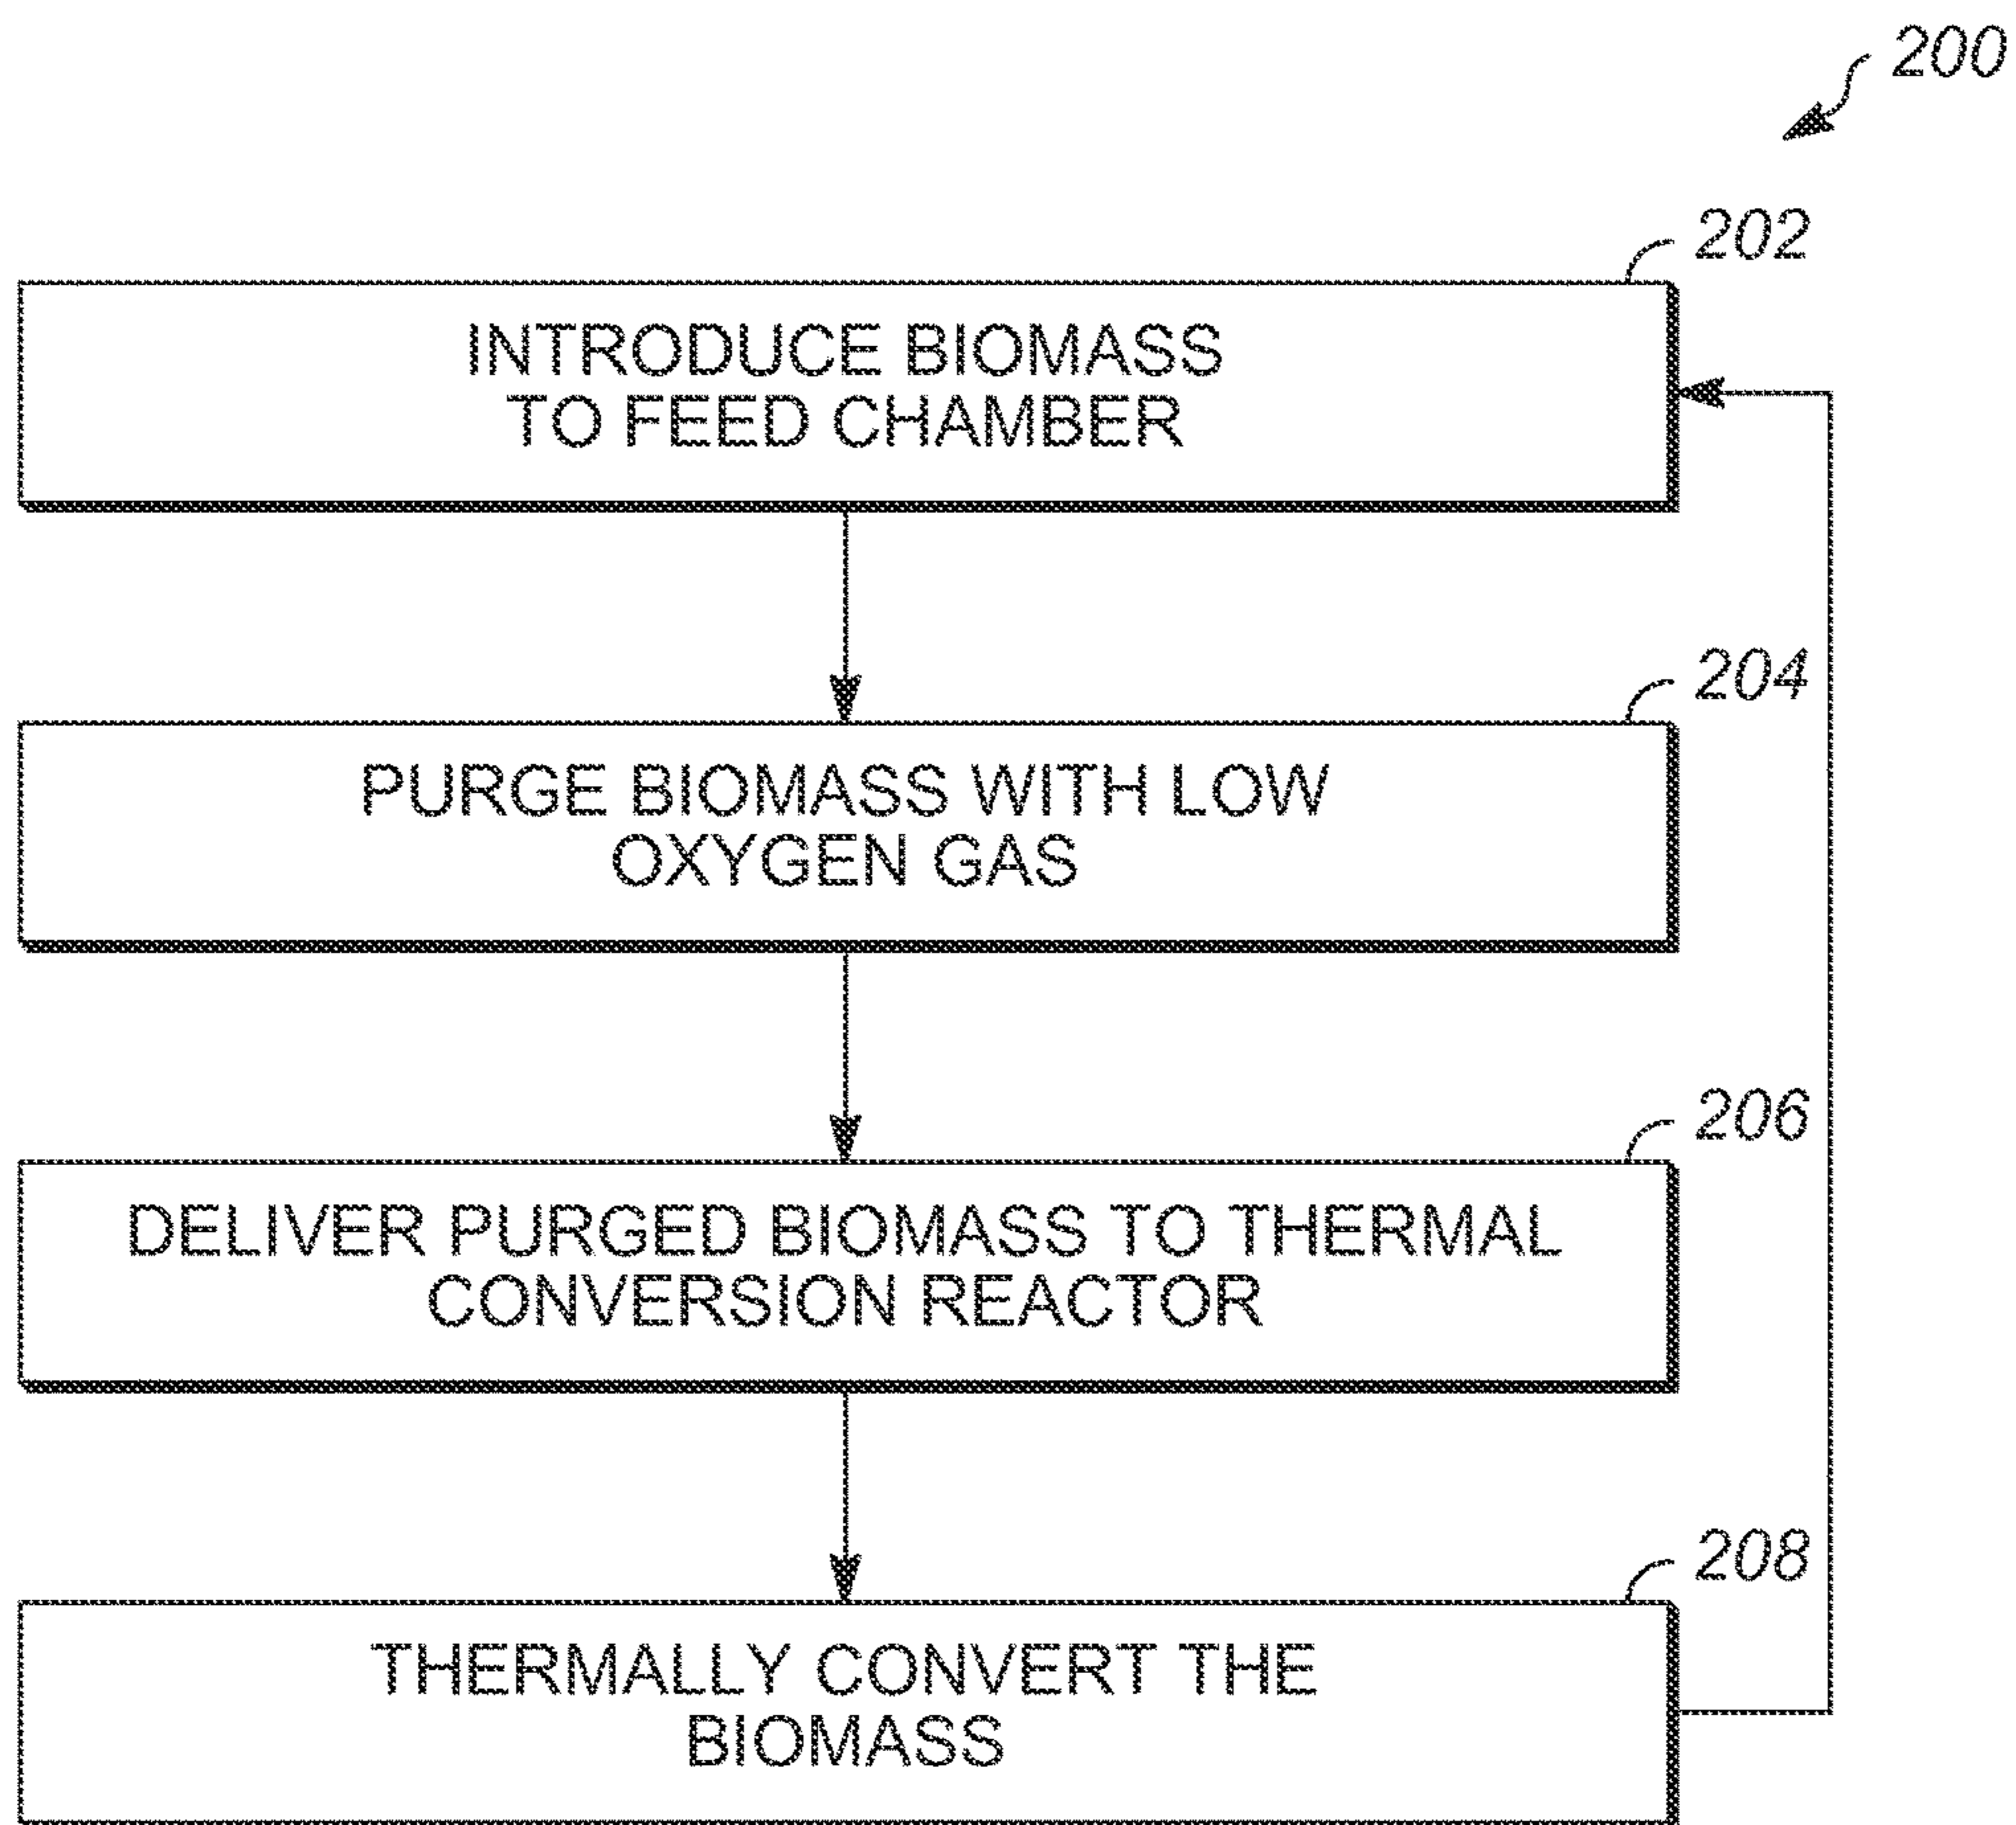 200
202
INTRODUCE BIOMASS
TO FEED CHAMBER
204
PURGE BIOMASS WITH LOW
OXYGEN GAS
206
DELIVER PURGED BIOMASS TO THERMAL
CONVERSION REACTOR
208
THERMALLY CONVERT THE
BIOMASS